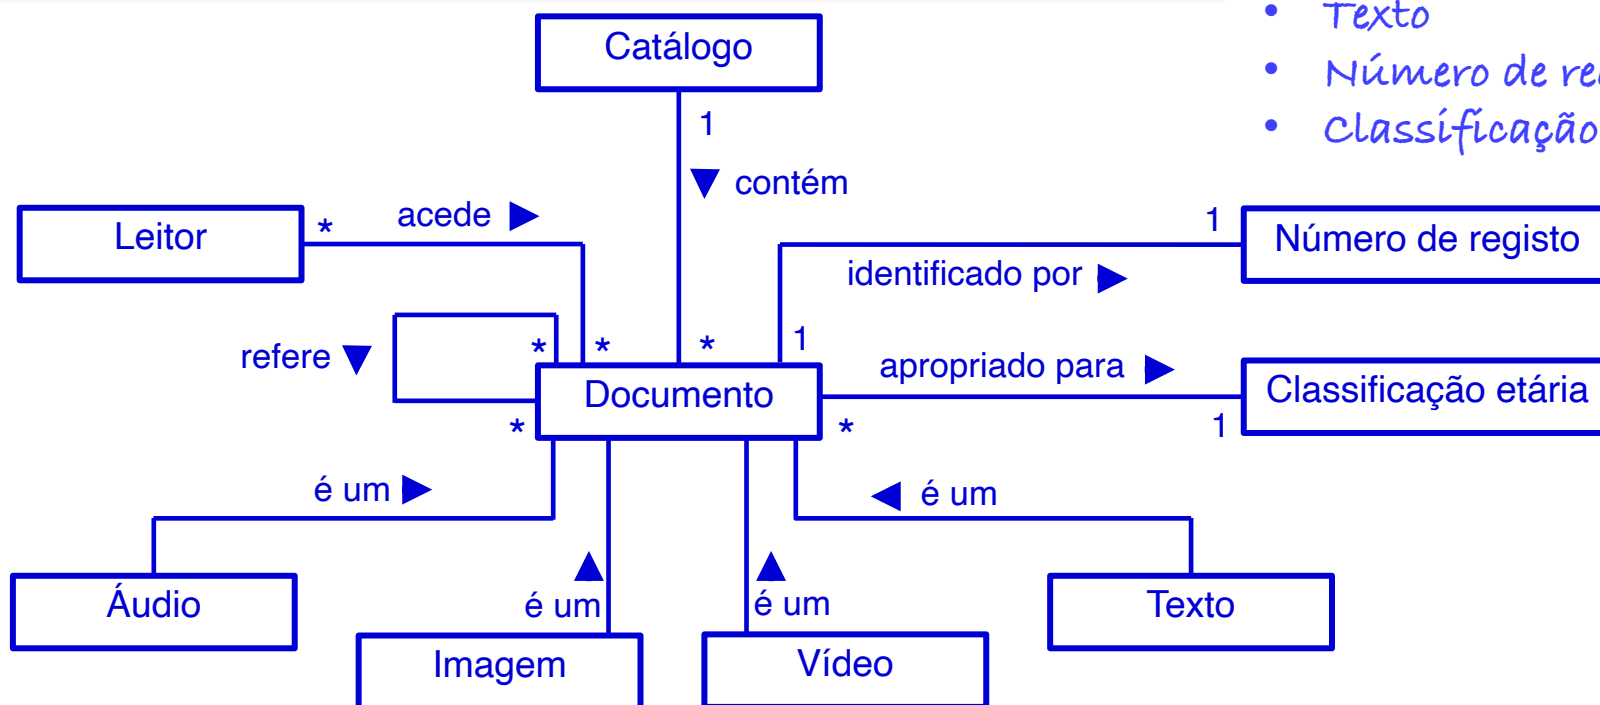 Texto
Número de
Classificação
Catálogo
1
contém
Leitor
*
acede
1
Número de registo
identificado por
refere
*
*
*
1
Documento
apropriado para
Classificação etária
*
*
1
é um
é um
Áudio
é um
é um
Texto
Imagem
Vídeo